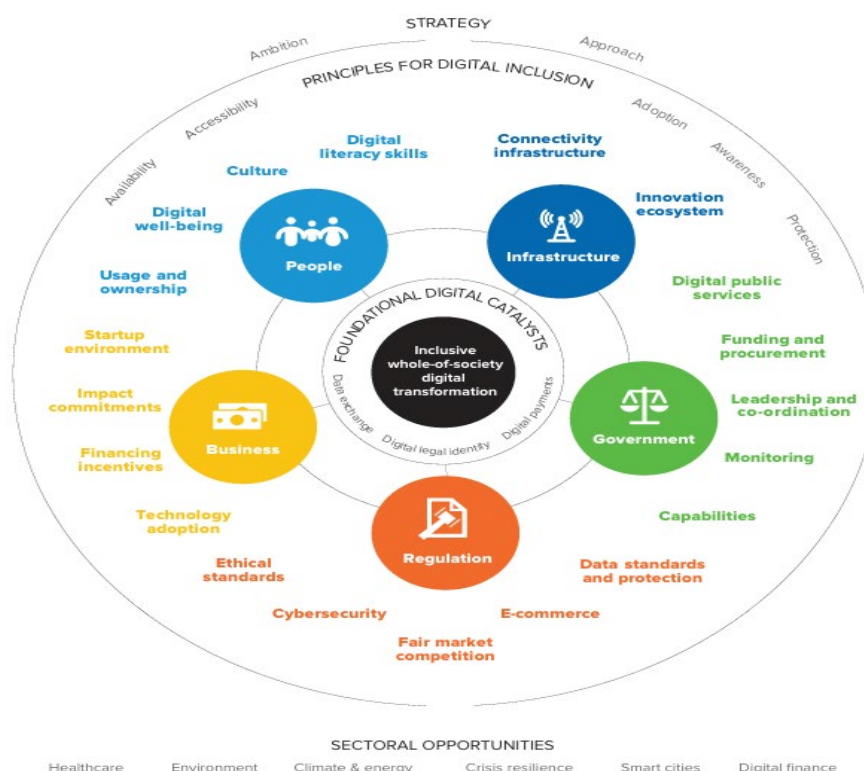 STRATEGY
Ambition
Approach
PRINCIPLES FOR DIGITAL INCLUSION
Availability
Accessibility
Adoption
Awareness
Protection
Digital
literacy skills
Culture
Digital
well-being
Usage and
ownership
People
Connectivity
infrastructure
Innovation
ecosystem
Infrastructure
FOUNDATIONAL DIGITAL CATALYSTS
Inclusive
whole-of-society
digital
transformation
Data exchange
Digital legal identity
Digital payments
Startup
environment
Impact
commitments
Financing
incentives
Technology
adoption
Business
Digital public
services
Funding and
procurement
Leadership and
co-ordination
Monitoring
Capabilities
Government
Regulation
Ethical
standards
Cybersecurity
Fair market
competition
E-commerce
Data standards
and protection
SECTORAL OPPORTUNITIES
Healthcare Environment Climate & energy Crisis resilience Smart cities Digital finance